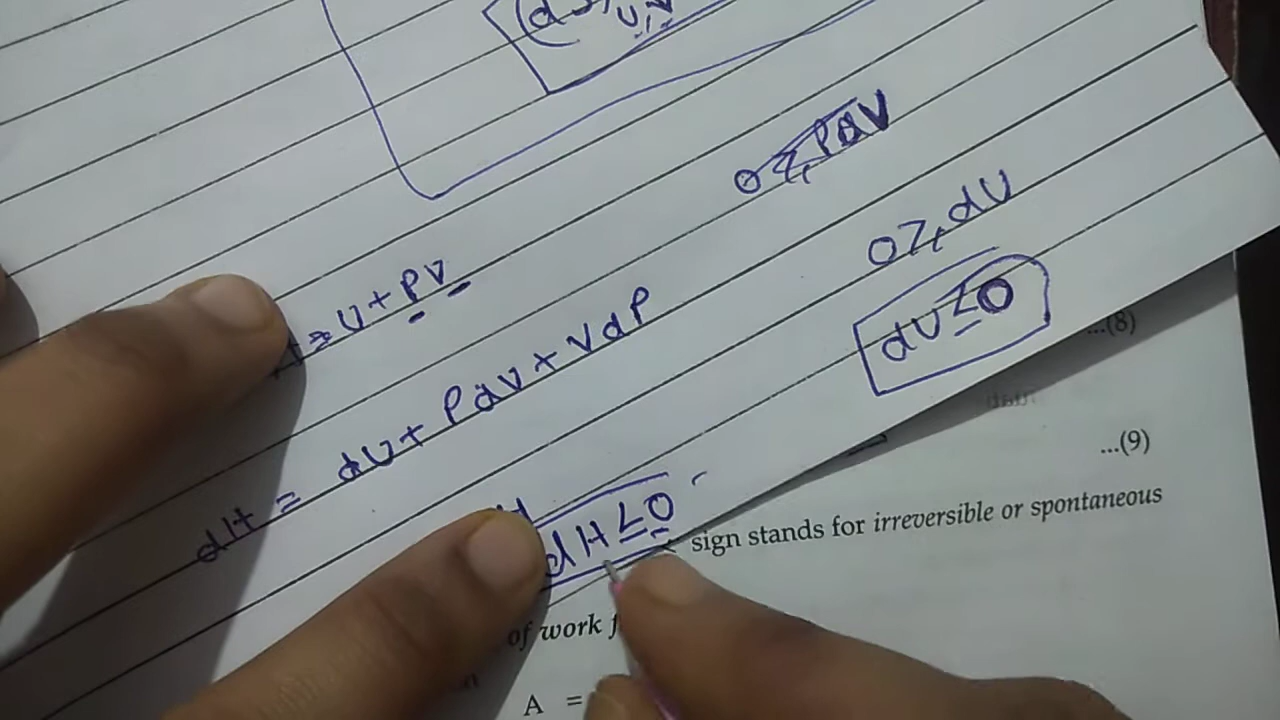 (dS)U,V
0 ≥ PdV
0 ≥ dU
dU ≤ 0
= U + PV
dH = dU + PdV + VdP
dH ≤ 0
...(8)
...(9)
sign stands for irreversible or spontaneous
of work
A =